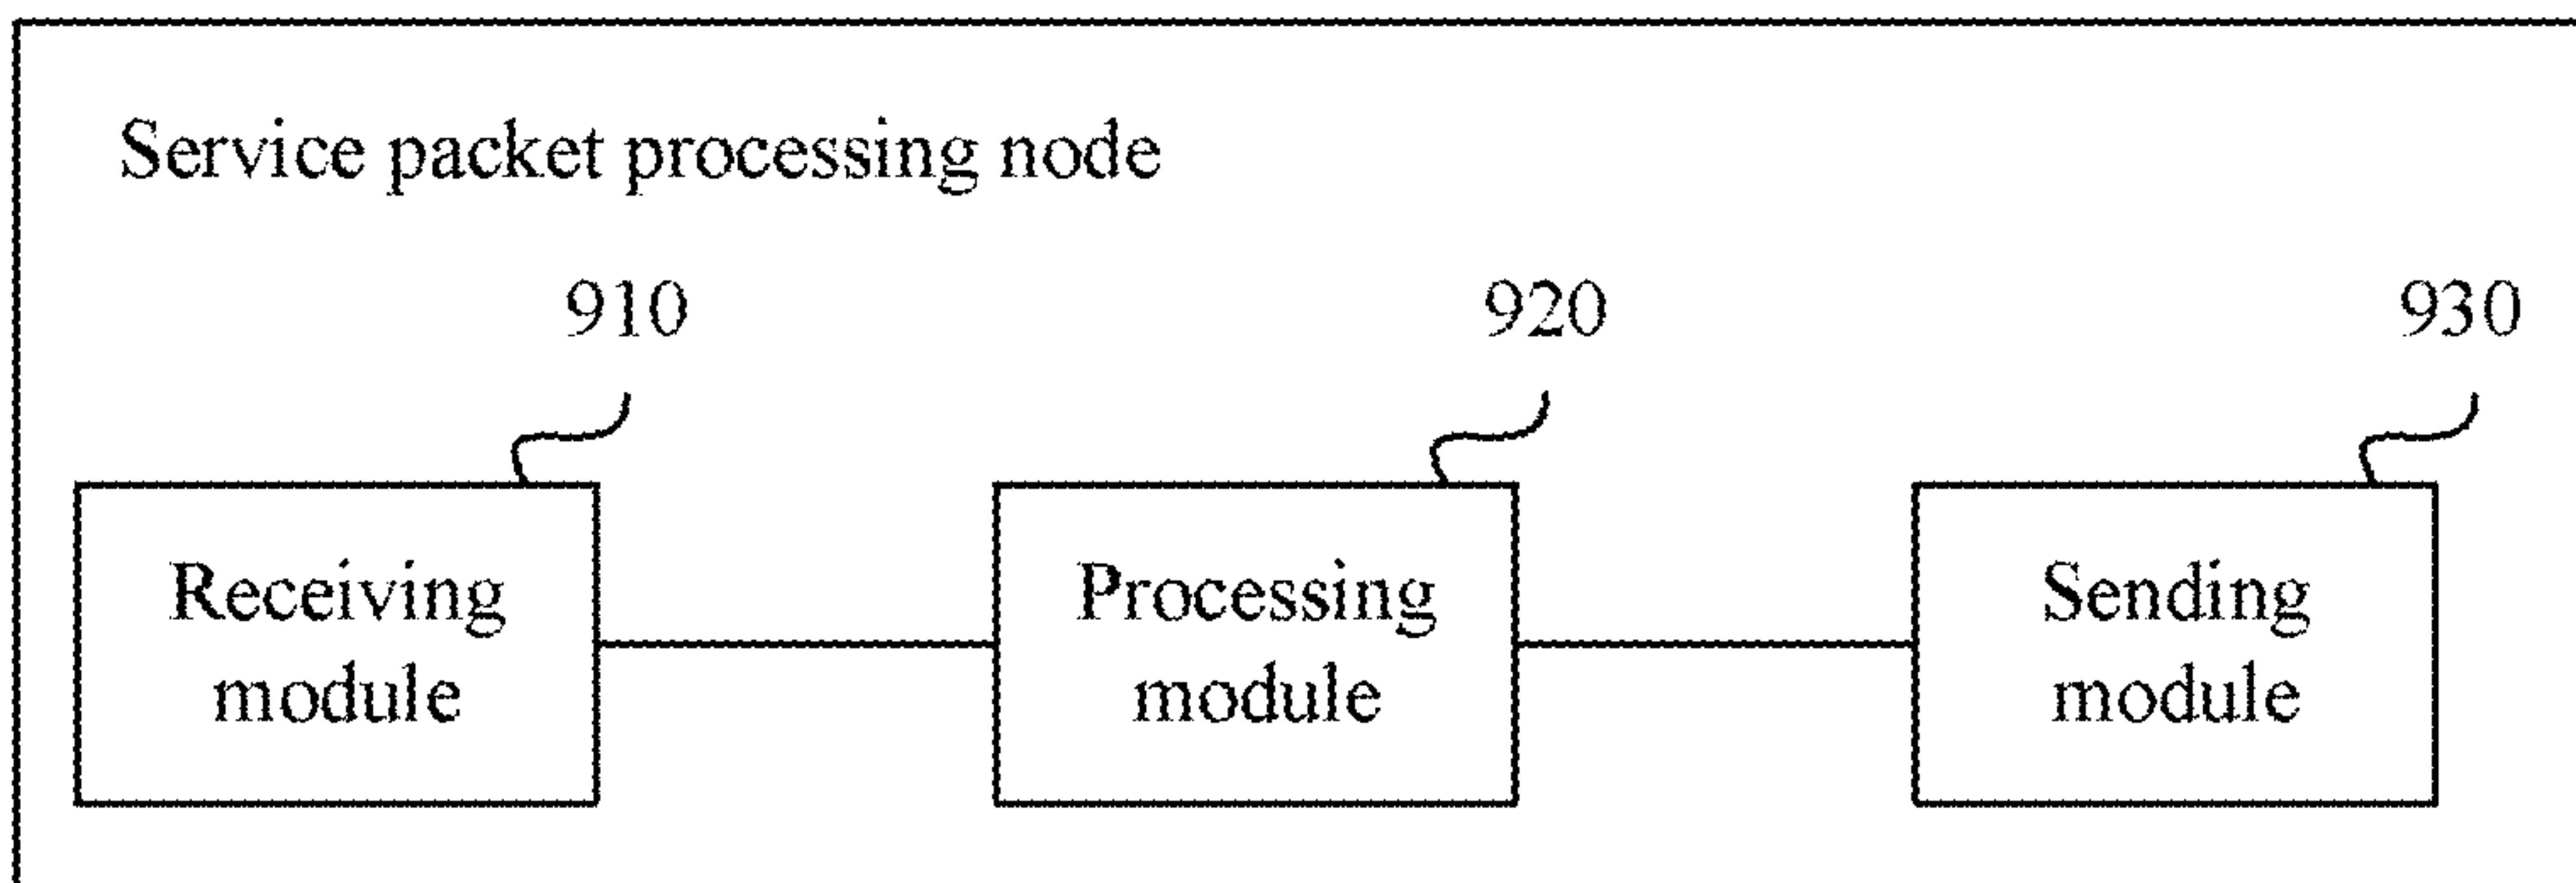 Service packet processing node
910
920
930
Receiving
module
Processing
module
Sending
module